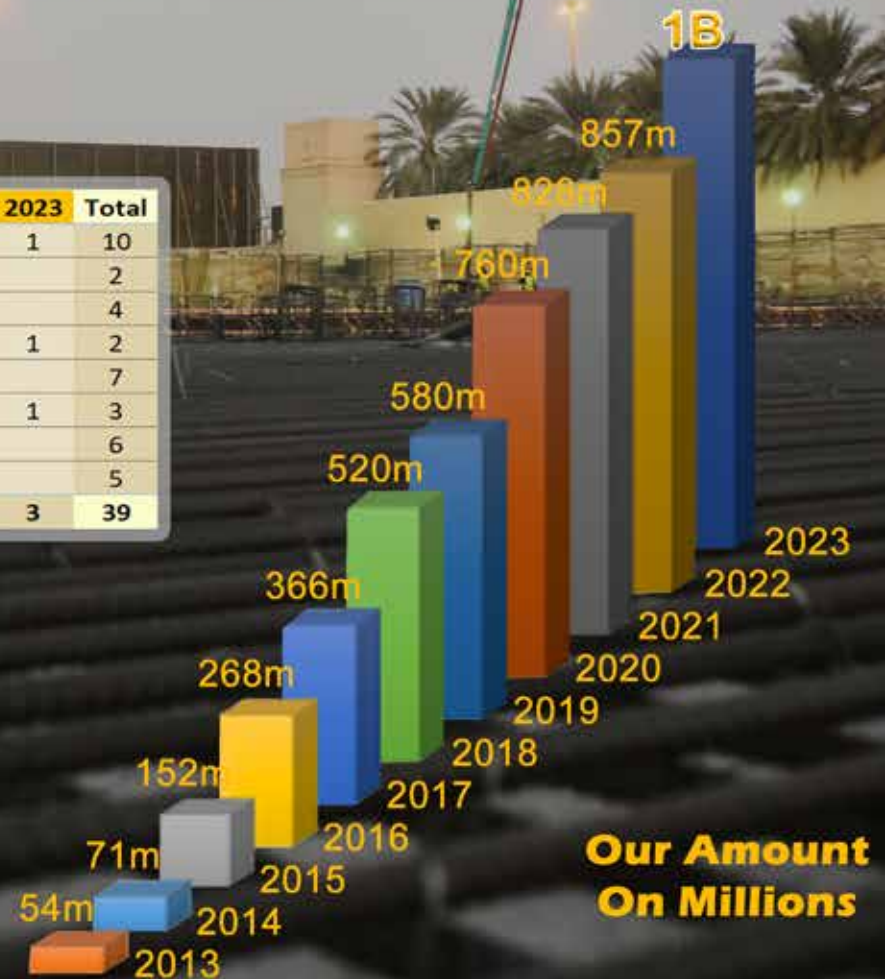 2023 Total
1 10
2
4
1 2
7
1 3
6
5
3 39
1B
857m
828m
760m
580m
520m
366m
268m
152m
71m
54m
2023
2022
2021
2020
2019
2018
2017
2016
2015
2014
2013
Our Amount
On Millions